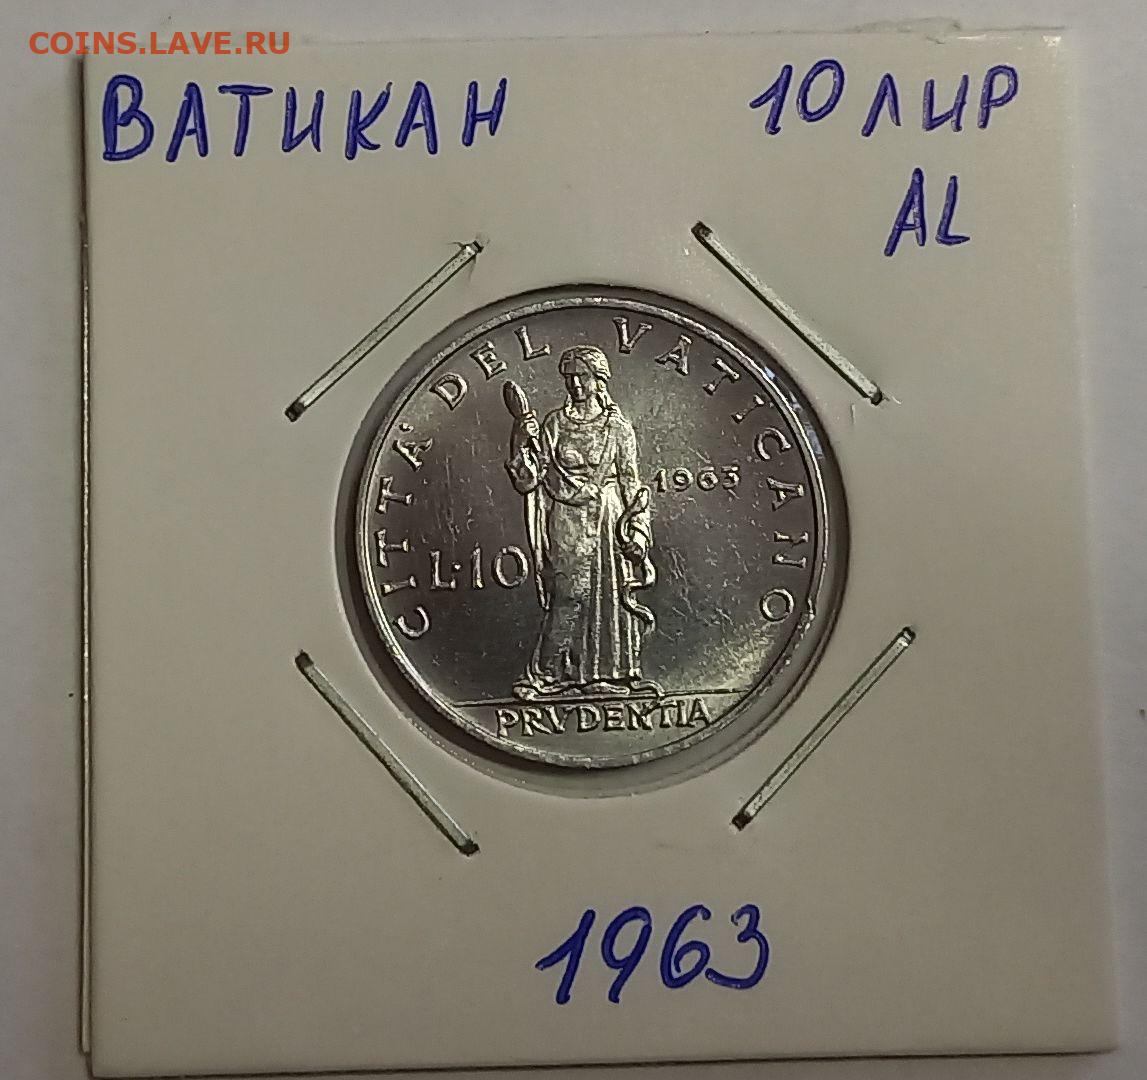 COINS.LAVE.RU
ВАТИКАН 10 ЛИР
AL
CITTA' DEL VATICANO
1963
L·10
PRVDENTIA
1963